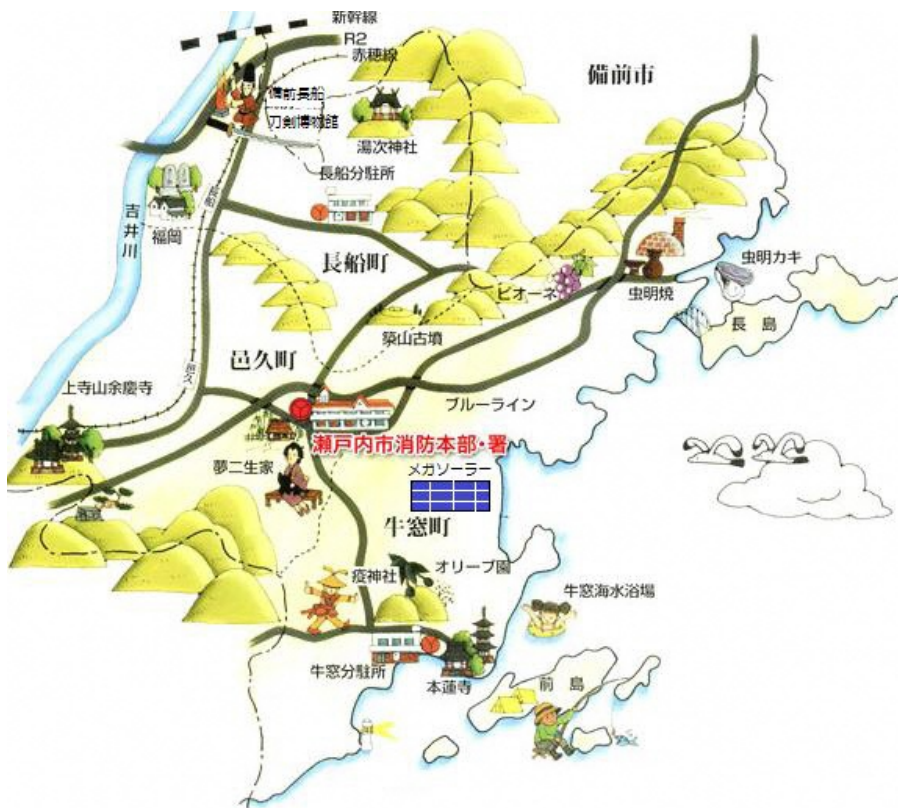 新幹線
R2
赤穂線
備前市
備前長船
刀剣博物館
湯次神社
長船分駐所
長船
吉井川
福岡
長船町
ピオーネ
虫明焼
虫明カキ
長島
築山古墳
邑久町
邑久
上寺山余慶寺
ブルーライン
瀬戸内市消防本部・署
夢二生家
メガソーラー
牛窓町
疫神社
オリーブ園
牛窓海水浴場
牛窓分駐所
本蓮寺
前島